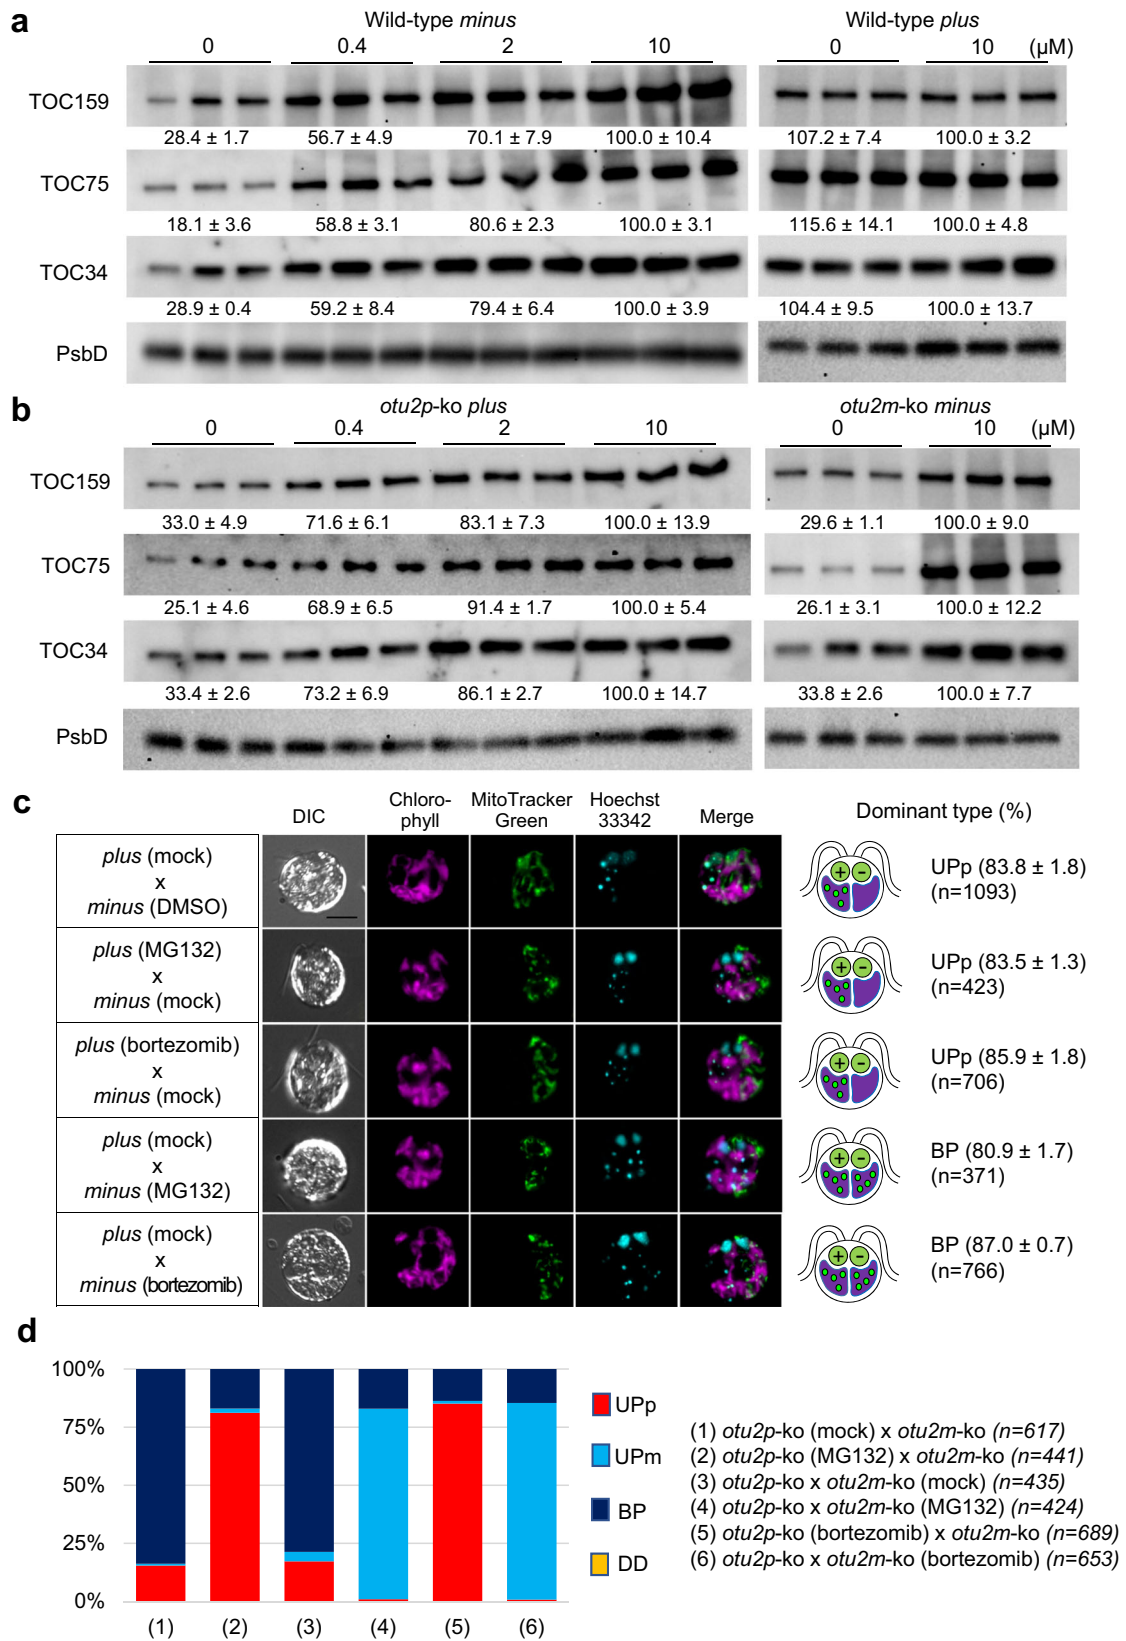 a
Wild-type minus
Wild-type plus
0 0.4 2 10 0 10 (µM)
TOC159
28.4 ± 1.7 56.7 ± 4.9 70.1 ± 7.9 100.0 ± 10.4 107.2 ± 7.4 100.0 ± 3.2
TOC75
18.1 ± 3.6 58.8 ± 3.1 80.6 ± 2.3 100.0 ± 3.1 115.6 ± 14.1 100.0 ± 4.8
TOC34
28.9 ± 0.4 59.2 ± 8.4 79.4 ± 6.4 100.0 ± 3.9 104.4 ± 9.5 100.0 ± 13.7
PsbD
b
otu2p-ko plus
otu2m-ko minus
0 0.4 2 10 0 10 (µM)
TOC159
33.0 ± 4.9 71.6 ± 6.1 83.1 ± 7.3 100.0 ± 13.9 29.6 ± 1.1 100.0 ± 9.0
TOC75
25.1 ± 4.6 68.9 ± 6.5 91.4 ± 1.7 100.0 ± 5.4 26.1 ± 3.1 100.0 ± 12.2
TOC34
33.4 ± 2.6 73.2 ± 6.9 86.1 ± 2.7 100.0 ± 14.7 33.8 ± 2.6 100.0 ± 7.7
PsbD
c
DIC
Chloro-
phyll
MitoTracker
Green
Hoechst
33342
Merge
Dominant type (%)
plus (mock)
x
minus (DMSO)
+ −
UPp (83.8 ± 1.8)
(n=1093)
plus (MG132)
x
minus (mock)
+ −
UPp (83.5 ± 1.3)
(n=423)
plus (bortezomib)
x
minus (mock)
+ −
UPp (85.9 ± 1.8)
(n=706)
plus (mock)
x
minus (MG132)
+ −
BP (80.9 ± 1.7)
(n=371)
plus (mock)
x
minus (bortezomib)
+ −
BP (87.0 ± 0.7)
(n=766)
d
100%
75%
50%
25%
0%
(1) (2) (3) (4) (5) (6)
UPp
UPm
BP
DD
(1) otu2p-ko (mock) x otu2m-ko (n=617)
(2) otu2p-ko (MG132) x otu2m-ko (n=441)
(3) otu2p-ko x otu2m-ko (mock) (n=435)
(4) otu2p-ko x otu2m-ko (MG132) (n=424)
(5) otu2p-ko (bortezomib) x otu2m-ko (n=689)
(6) otu2p-ko x otu2m-ko (bortezomib) (n=653)